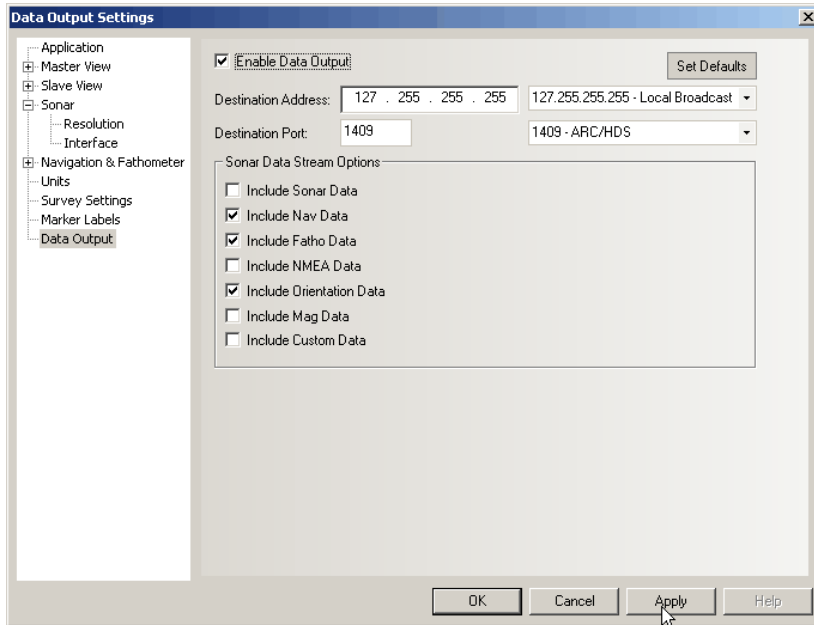 Data Output Settings
Application
Master View
Slave View
Sonar
Resolution
Interface
Navigation & Fathometer
Units
Survey Settings
Marker Labels
Data Output
Enable Data Output
Set Defaults
Destination Address: 127 . 255 . 255 . 255 127.255.255.255 - Local Broadcast
Destination Port: 1409 1409 - ARC/HDS
Sonar Data Stream Options
Include Sonar Data
Include Nav Data
Include Fatho Data
Include NMEA Data
Include Orientation Data
Include Mag Data
Include Custom Data
OK Cancel Apply Help